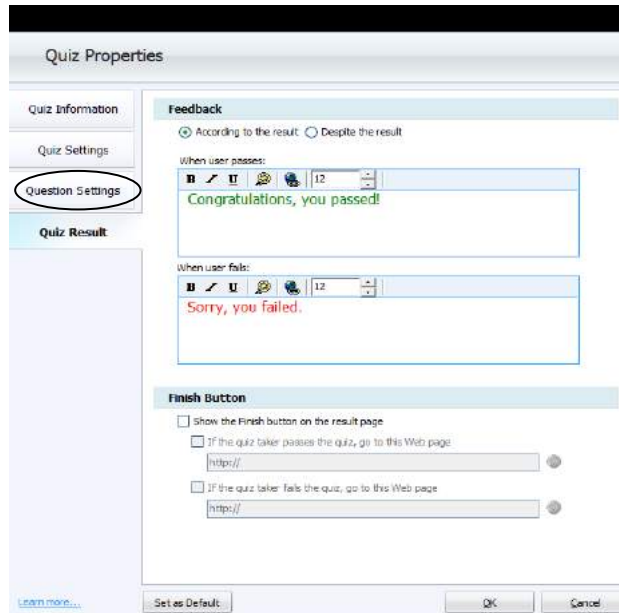 Quiz Properties
Quiz Information
Quiz Settings
Question Settings
Quiz Result
Feedback
According to the result Despite the result
When user passes:
B I U 12
Congratulations, you passed!
When user fails:
B I U 12
Sorry, you failed.
Finish Button
Show the Finish button on the result page
If the quiz taker passes the quiz, go to this Web page
http://
If the quiz taker fails the quiz, go to this Web page
http://
Learn more...
Set as Default
OK
Cancel